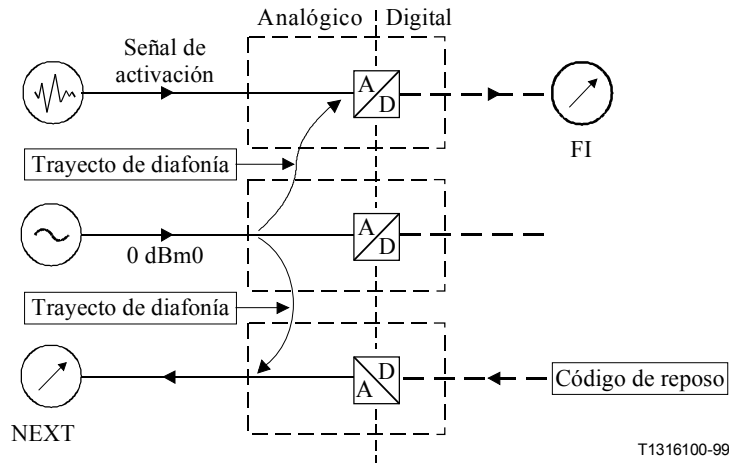 Analógico Digital
Señal de
activación
A
D
FI
Trayecto de diafonía
A
D
0 dBm0
Trayecto de diafonía
D
A
Código de reposo
NEXT
T1316100-99